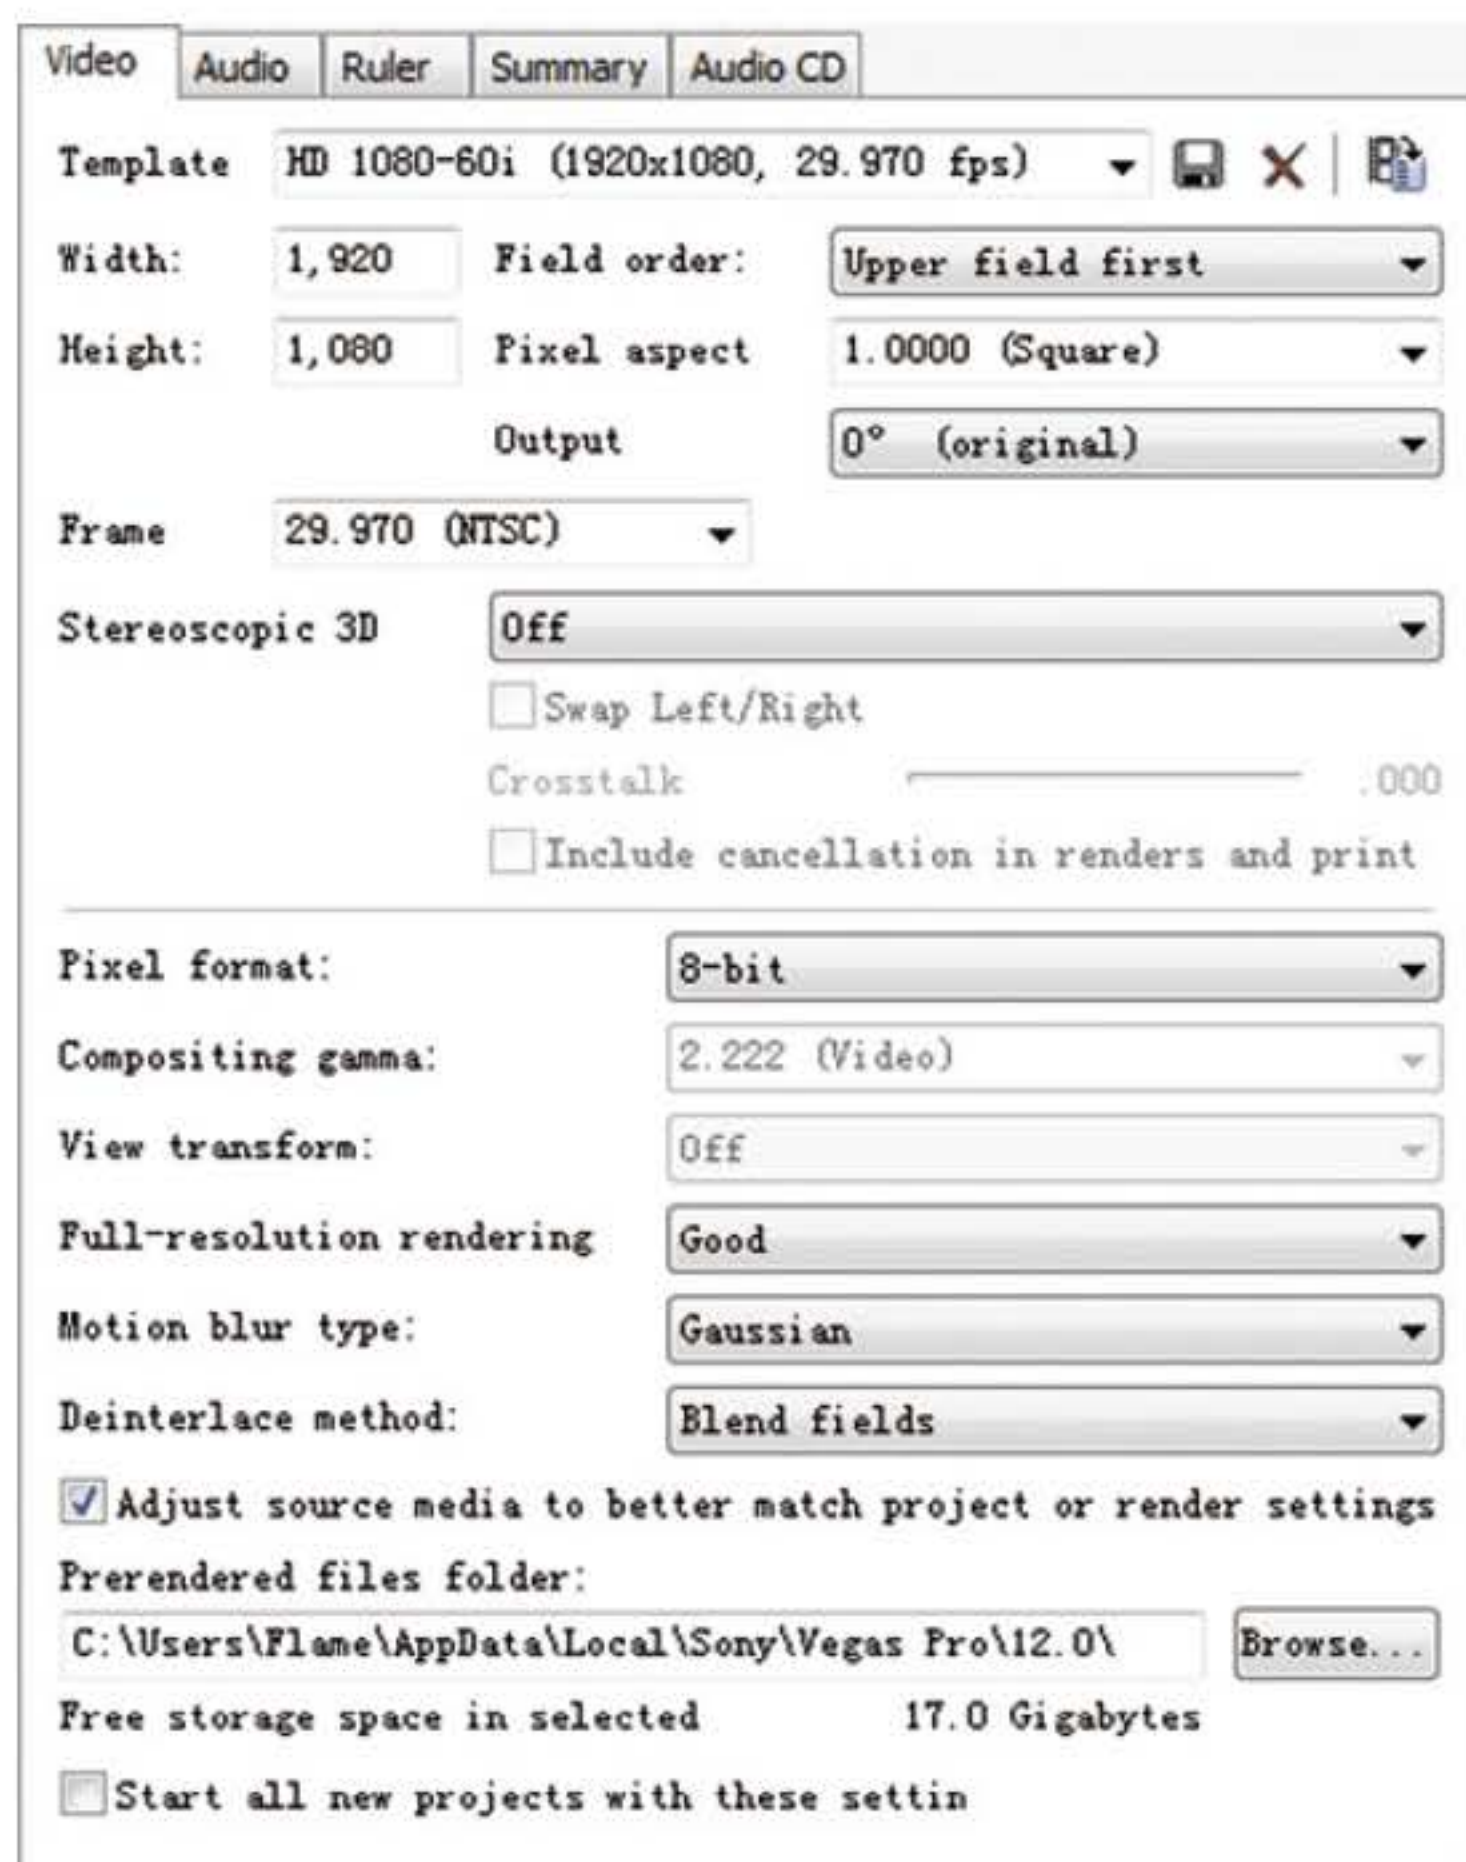 Video Audio Ruler Summary Audio CD
Template HD 1080-60i (1920x1080, 29.970 fps)
Width: 1,920 Field order: Upper field first
Height: 1,080 Pixel aspect 1.0000 (Square)
Output 0° (original)
Frame 29.970 (NTSC)
Stereoscopic 3D Off
Swap Left/Right
Crosstalk .000
Include cancellation in renders and print
Pixel format: 8-bit
Compositing gamma: 2.222 (Video)
View transform: Off
Full-resolution rendering Good
Motion blur type: Gaussian
Deinterlace method: Blend fields
Adjust source media to better match project or render settings
Prerendered files folder:
C:\Users\Flame\AppData\Local\Sony\Vegas Pro\12.0\ Browse...
Free storage space in selected 17.0 Gigabytes
Start all new projects with these settin